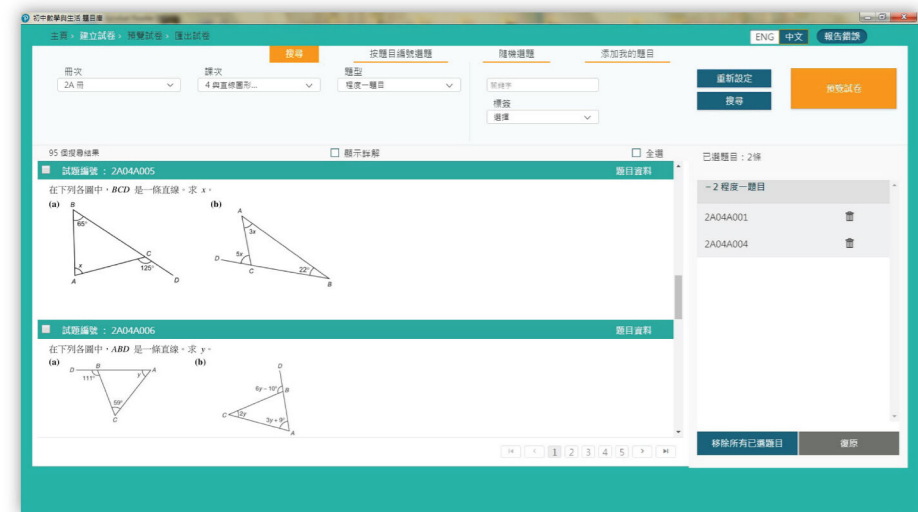 初中數學與生活 題目庫
主頁 › 建立試卷 › 預覽試卷 › 匯出試卷
ENG 中文 報告錯誤
搜尋 按題目編號選題 隨機選題 添加我的題目
冊次 課次 題型
2A 冊 4 與直線圖形... 程度一題目 關鍵字
標籤
選擇
重新設定
搜尋
預覽試卷
95 個搜尋結果 顯示詳解 全選 已選題目：2條
試題編號 ： 2A04A005 題目資料
在下列各圖中，BCD 是一條直線。求 x。
(a) B 65° x A C 125° D
(b) A 3x D 5x C 22° B
試題編號 ： 2A04A006 題目資料
在下列各圖中，ABD 是一條直線。求 y。
(a) D B A 111° y 59° C
(b) D 6y – 10° B C 2y 3y + 9° A
1 2 3 4 5
– 2 程度一題目
2A04A001
2A04A004
移除所有已選題目 復原